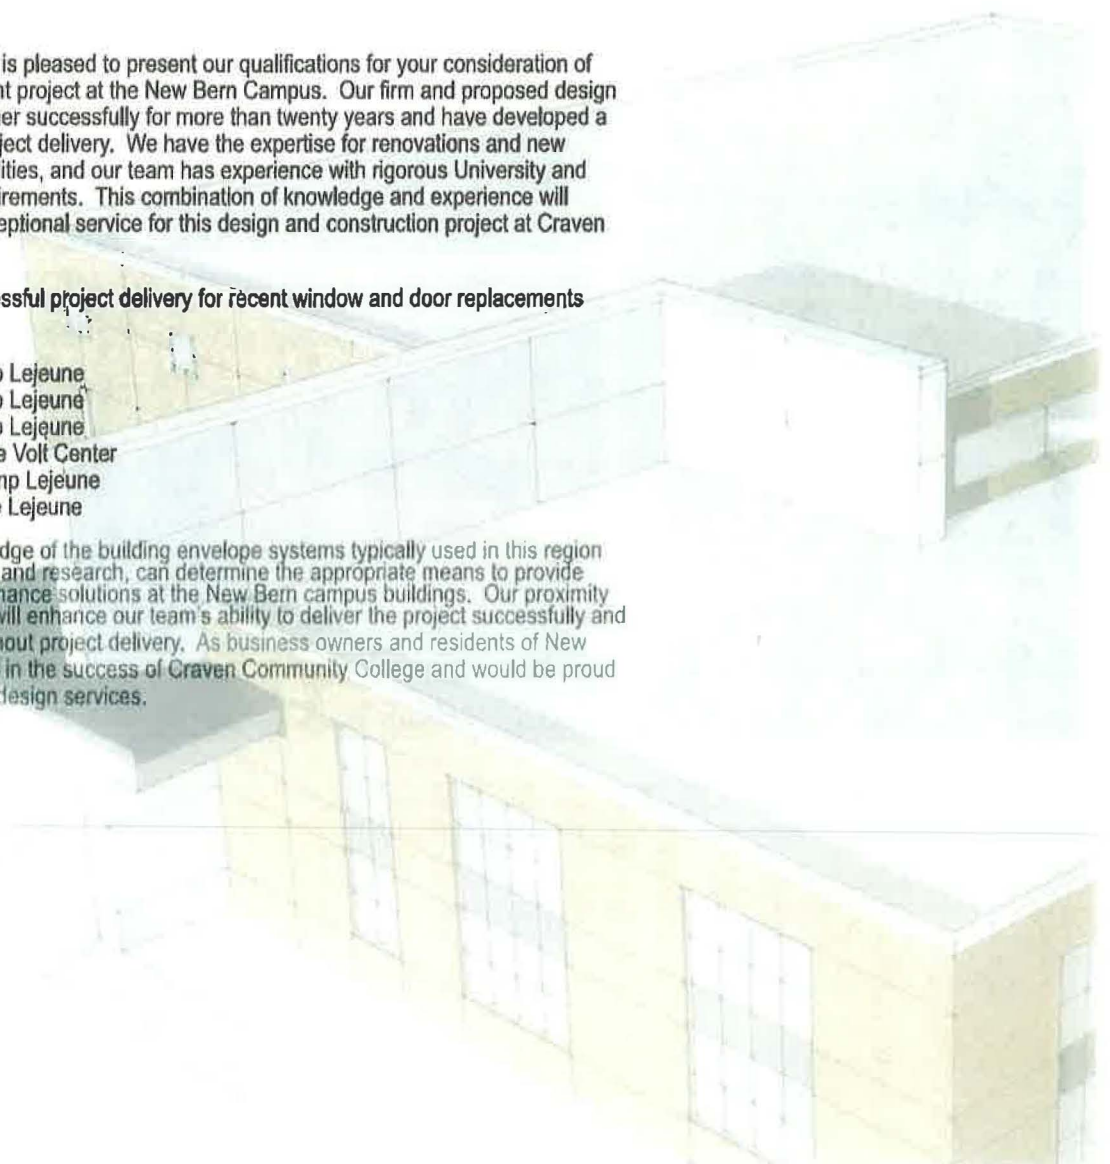 is pleased to present our qualifications for your consideration of
nt project at the New Bern Campus. Our firm and proposed design
er successfully for more than twenty years and have developed a
ject delivery. We have the expertise for renovations and new
ities, and our team has experience with rigorous University and
irements. This combination of knowledge and experience will
eptional service for this design and construction project at Craven
ssful project delivery for recent window and door replacements
p Lejeune
p Lejeune
p Lejeune
e Volt Center
mp Lejeune
e Lejeune
dge of the building envelope systems typically used in this region
and research, can determine the appropriate means to provide
nance solutions at the New Bern campus buildings. Our proximity
will enhance our team's ability to deliver the project successfully and
hout project delivery. As business owners and residents of New
in the success of Craven Community College and would be proud
design services.